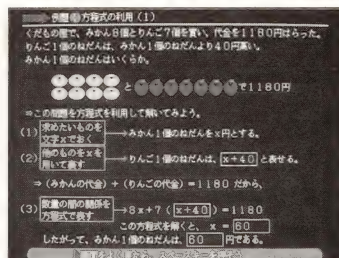 例題 方程式の利用(1)
くだもの屋で、みかん8個とりんご7個を買い、代金を1180円はらった。
りんご1個のねだんは、みかん1個のねだんより40円高い。
みかん1個のねだんはいくらか。
と で1180円
⇒この問題を方程式を利用して解いてみよう。
(1) 求めたいものを文字xでおく →みかん1個のねだんをx円とする。
(2) 他のものをxを用いて表す →りんご1個のねだんは、x+40 と表せる。
⇒ (みかんの代金)+(りんごの代金)=1180 だから、
(3) 数量の間の関係を方程式で表す →8x+7(x+40)=1180
この方程式を解くと、x=60
したがって、みかん1個のねだんは、60 円である。